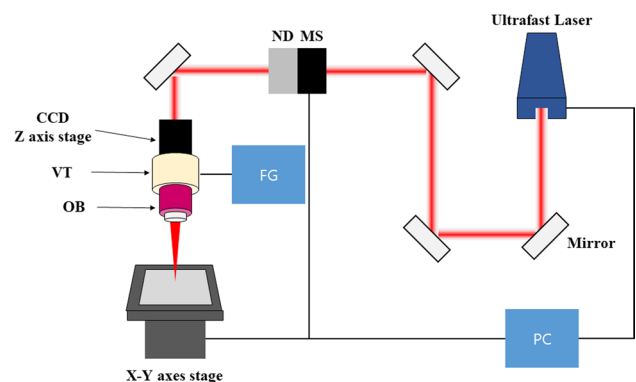 Ultrafast Laser
ND MS
CCD
Z axis stage
VT
FG
OB
Mirror
PC
X-Y axes stage